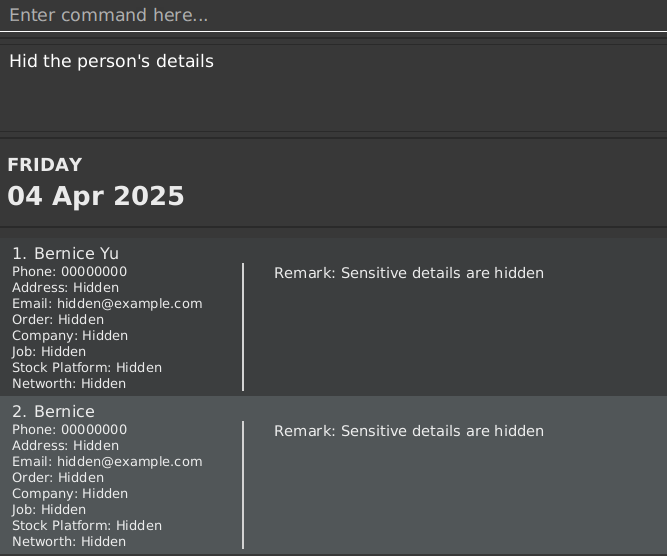 Enter command here...
Hid the person's details
FRIDAY
04 Apr 2025
1. Bernice Yu
Phone: 00000000
Address: Hidden
Email: hidden@example.com
Order: Hidden
Company: Hidden
Job: Hidden
Stock Platform: Hidden
Networth: Hidden
Remark: Sensitive details are hidden
2. Bernice
Phone: 00000000
Address: Hidden
Email: hidden@example.com
Order: Hidden
Company: Hidden
Job: Hidden
Stock Platform: Hidden
Networth: Hidden
Remark: Sensitive details are hidden